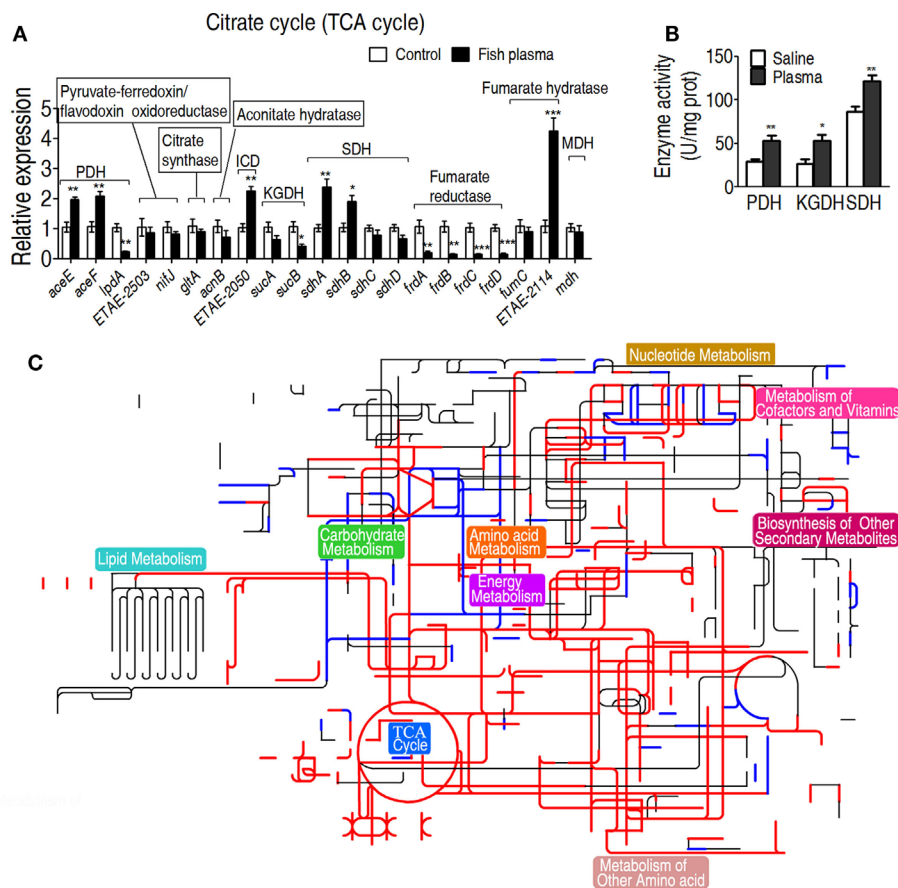 A
Citrate cycle (TCA cycle)
Control
Fish plasma
Relative expression
5
4
3
2
1
0
Pyruvate-ferredoxin/
flavodoxin oxidoreductase
Citrate
synthase
Aconitate hydratase
Fumarate hydratase
PDH
ICD
KGDH
SDH
Fumarate
reductase
MDH
** ** ** ** * ** * ** ** *** *** ***
aceE
aceF
lpdA
ETAE-2503
nifJ
gltA
acnB
ETAE-2050
sucA
sucB
sdhA
sdhB
sdhC
sdhD
frdA
frdB
frdC
frdD
fumC
ETAE-2114
mdh
B
Saline
Plasma
Enzyme activity
(U/mg prot)
150
100
50
0
** * **
PDH KGDH SDH
C
Nucleotide Metabolism
Metabolism of
Cofactors and Vitamins
Carbohydrate
Metabolism
Amino acid
Metabolism
Biosynthesis of Other
Secondary Metabolites
Lipid Metabolism
Energy
Metabolism
TCA
Cycle
Metabolism of
Other Amino acid